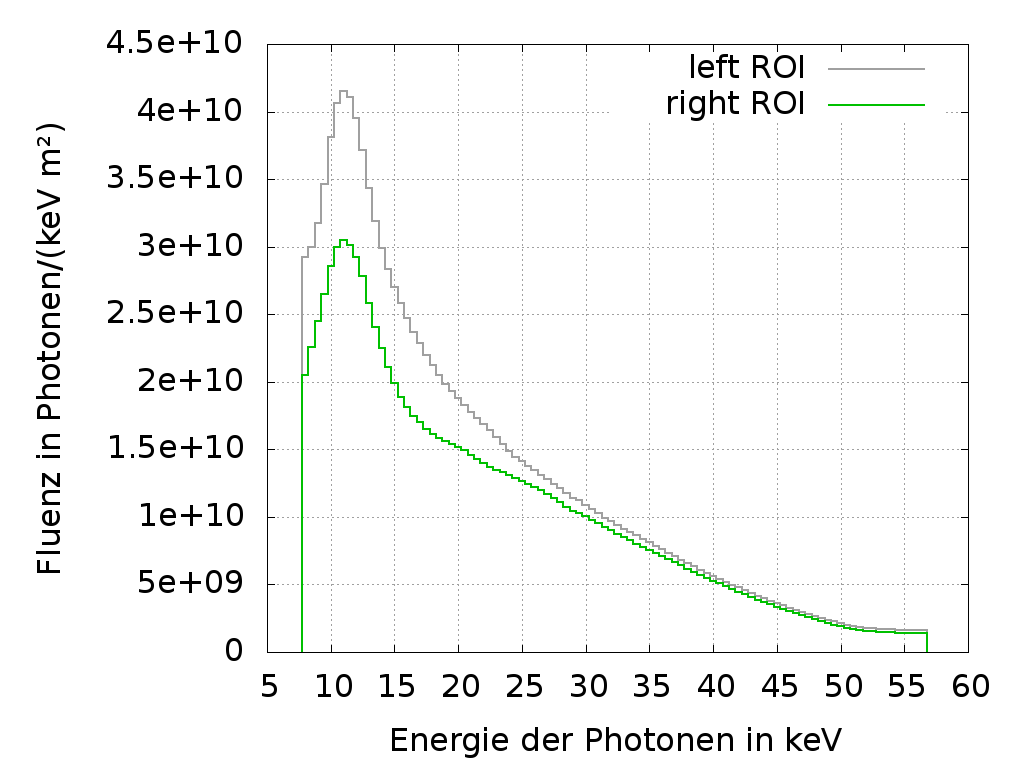 4.5e+10
4e+10
3.5e+10
3e+10
2.5e+10
2e+10
1.5e+10
1e+10
5e+09
0
5 10 15 20 25 30 35 40 45 50 55 60
Fluenz in Photonen/(keV m²)
Energie der Photonen in keV
left ROI
right ROI